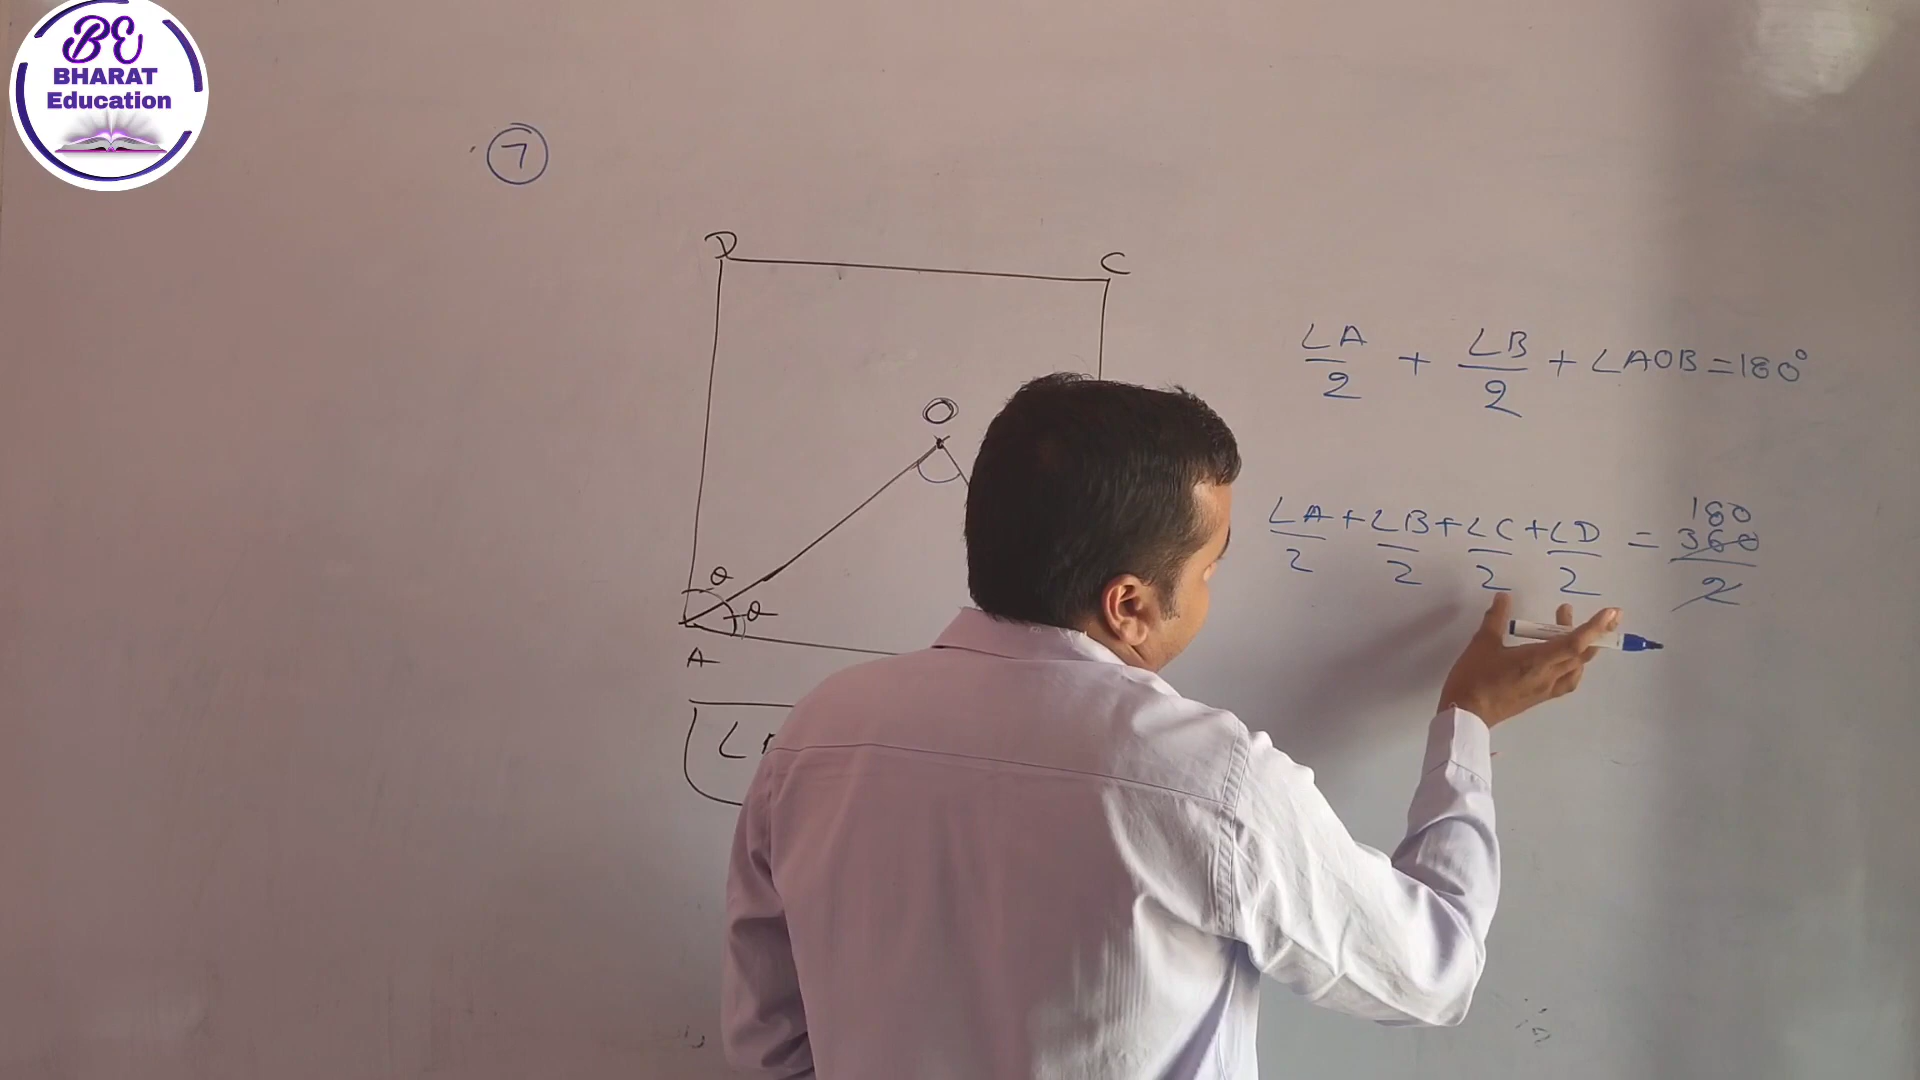 BE
BHARAT
Education
7
D
C
O
θ
θ
A
∠A/2 + ∠B/2 + ∠AOB = 180°
∠A/2 + ∠B/2 + ∠C/2 + ∠D/2 = 360/2
180
∠